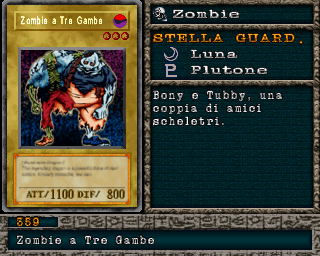 Zombie a Tre Gambe
Zombie
STELLA GUARD.
Luna
Plutone
Bony e Tubby, una
coppia di amici
scheletri.
ATT/1100 DIF/ 800
359
Zombie a Tre Gambe